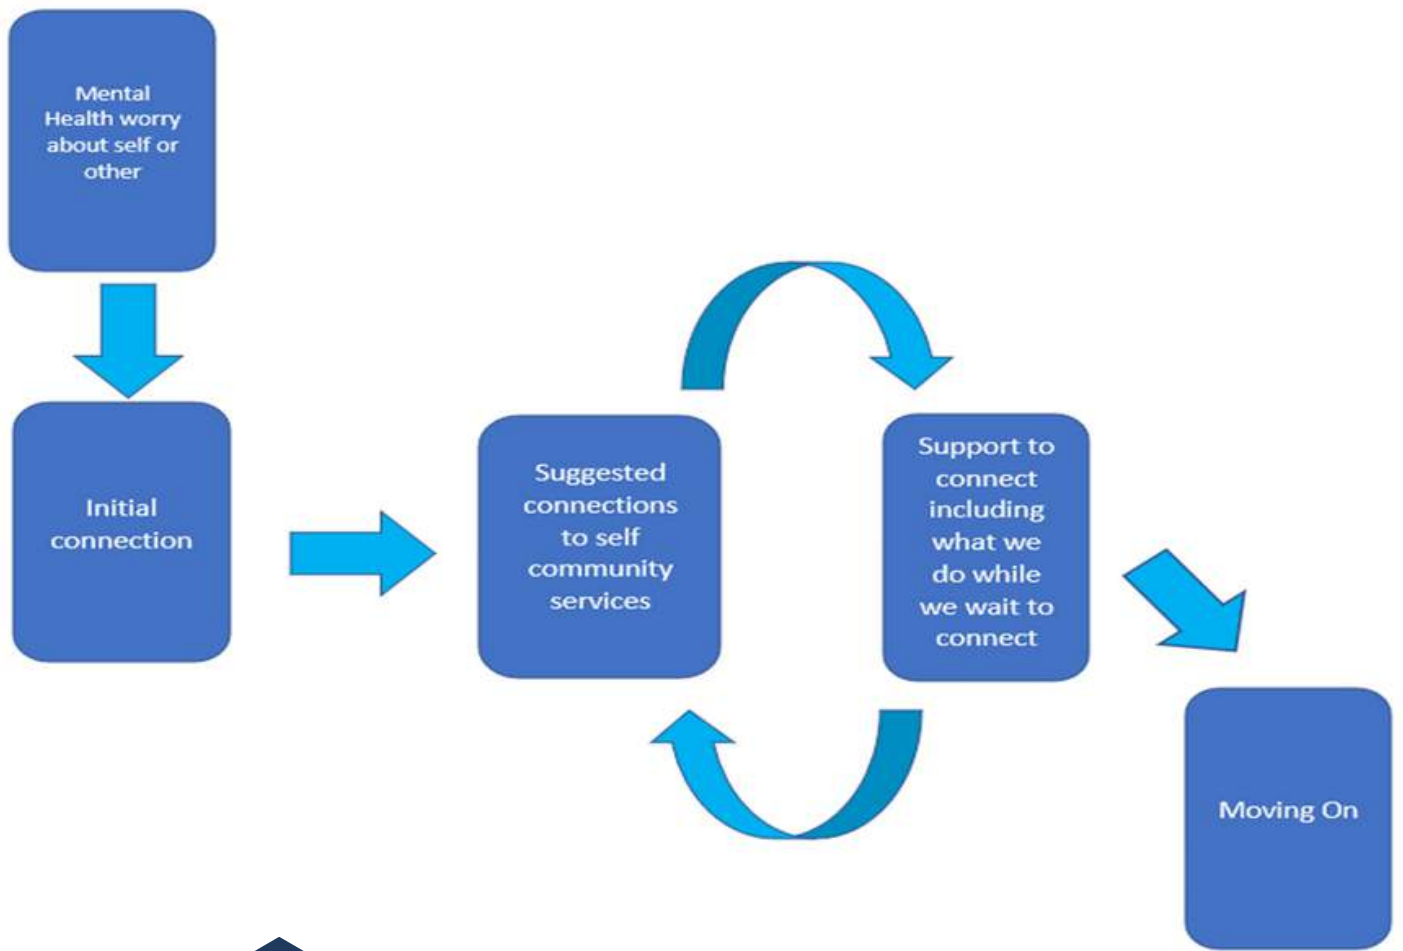 Mental
Health worry
about self or
other
Initial
connection
Suggested
connections
to self
community
services
Support to
connect
including
what we
do while
we wait to
connect
Moving On